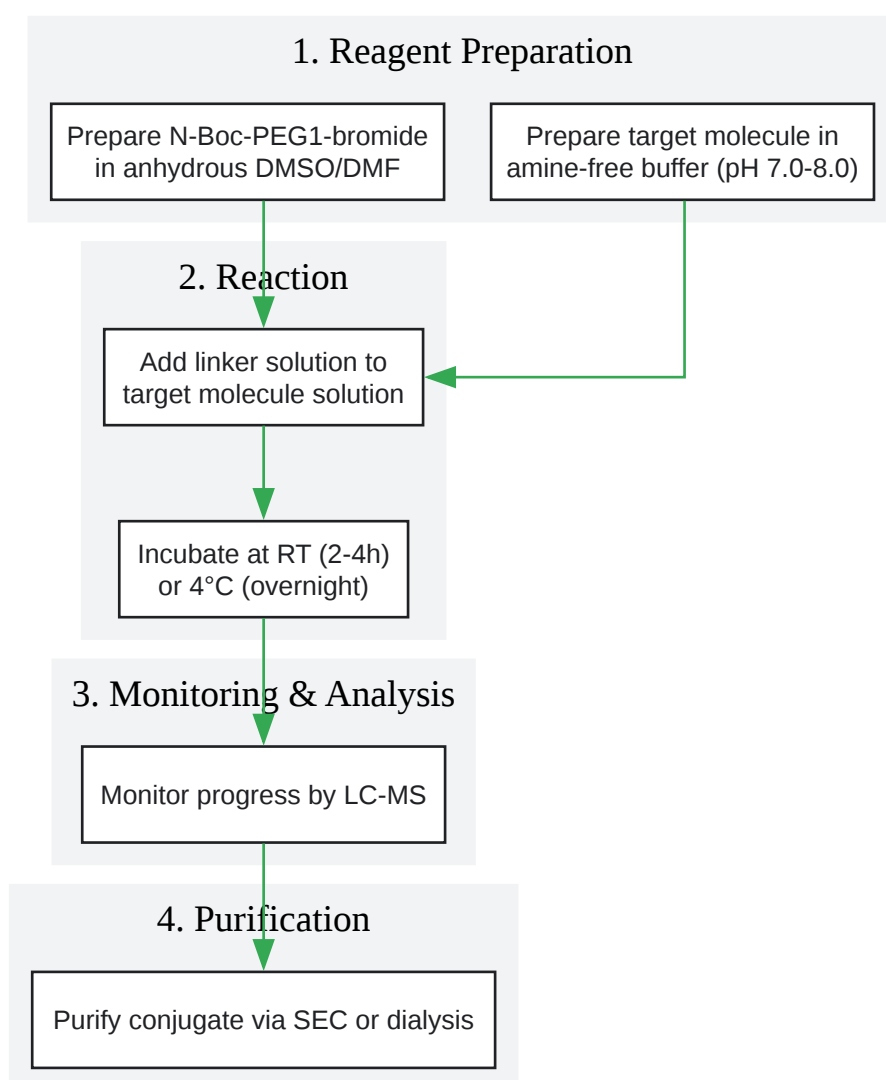 1. Reagent Preparation
Prepare N-Boc-PEG1-bromide
in anhydrous DMSO/DMF
Prepare target molecule in
amine-free buffer (pH 7.0-8.0)
2. Reaction
Add linker solution to
target molecule solution
Incubate at RT (2-4h)
or 4°C (overnight)
3. Monitoring & Analysis
Monitor progress by LC-MS
4. Purification
Purify conjugate via SEC or dialysis